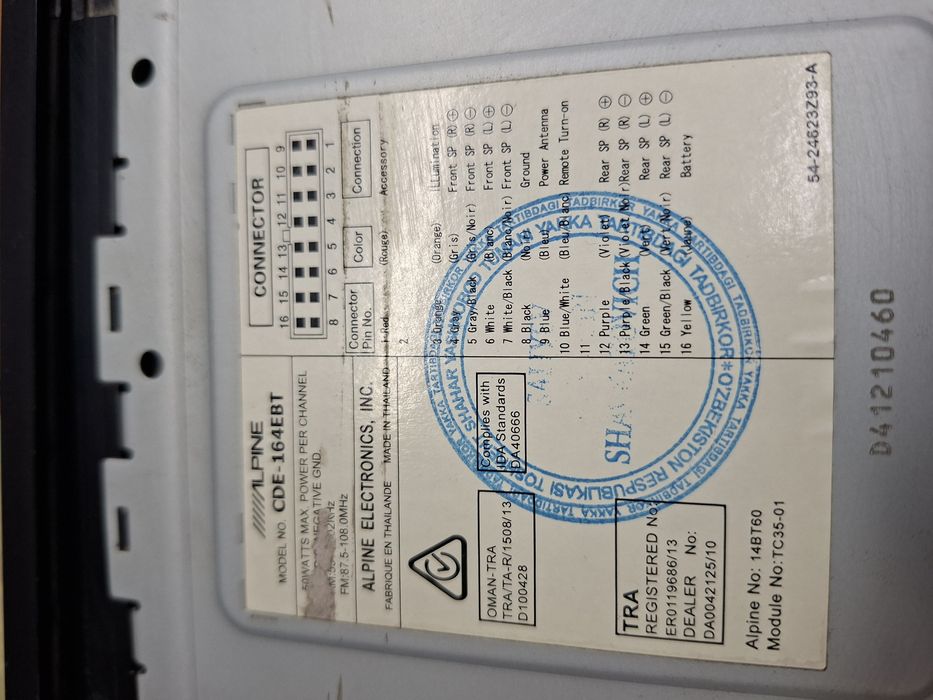 ALPINE
MODEL NO. CDE-164EBT
50WATTS MAX. POWER PER CHANNEL
NEGATIVE GND.
FM:87.5-108.0MHz
ALPINE ELECTRONICS, INC.
FABRIQUE EN THAILANDE MADE IN THAILAND
CONNECTOR
16 15 14 13 12 11 10 9
8 7 6 5 4 3 2 1
Connector Pin No. Color Connection
1 Red (Rouge) Accessory
2
3 Orange (Orange) Illumination
4 Gray (Gris) Front SP (R) ⊕
5 Gray/Black (Gris/Noir) Front SP (R) ⊖
6 White (Blanc) Front SP (L) ⊕
7 White/Black (Blanc/Noir) Front SP (L) ⊖
8 Black (Noir) Ground
9 Blue (Bleu) Power Antenna
10 Blue/White (Bleu/Blanc) Remote Turn-on
11
12 Purple (Violet) Rear SP (R) ⊕
13 Purple/Black (Violet/Noir) Rear SP (R) ⊖
14 Green (Vert) Rear SP (L) ⊕
15 Green/Black (Vert/Noir) Rear SP (L) ⊖
16 Yellow (Jaune) Battery
Complies with
IDA Standards
DA40666
OMAN-TRA
TRA/TA-R/1508/13
D100428
TRA
REGISTERED No:
ER0119686/13
DEALER No:
DA0042125/10
Alpine No: 14BT60
Module No:TC35-01
54-24623Z93-A
O'ZBEKISTON RESPUBLIKASI
SHAHAR
YAKKA TARTIBDAGI TADBIRKOR
D41210460